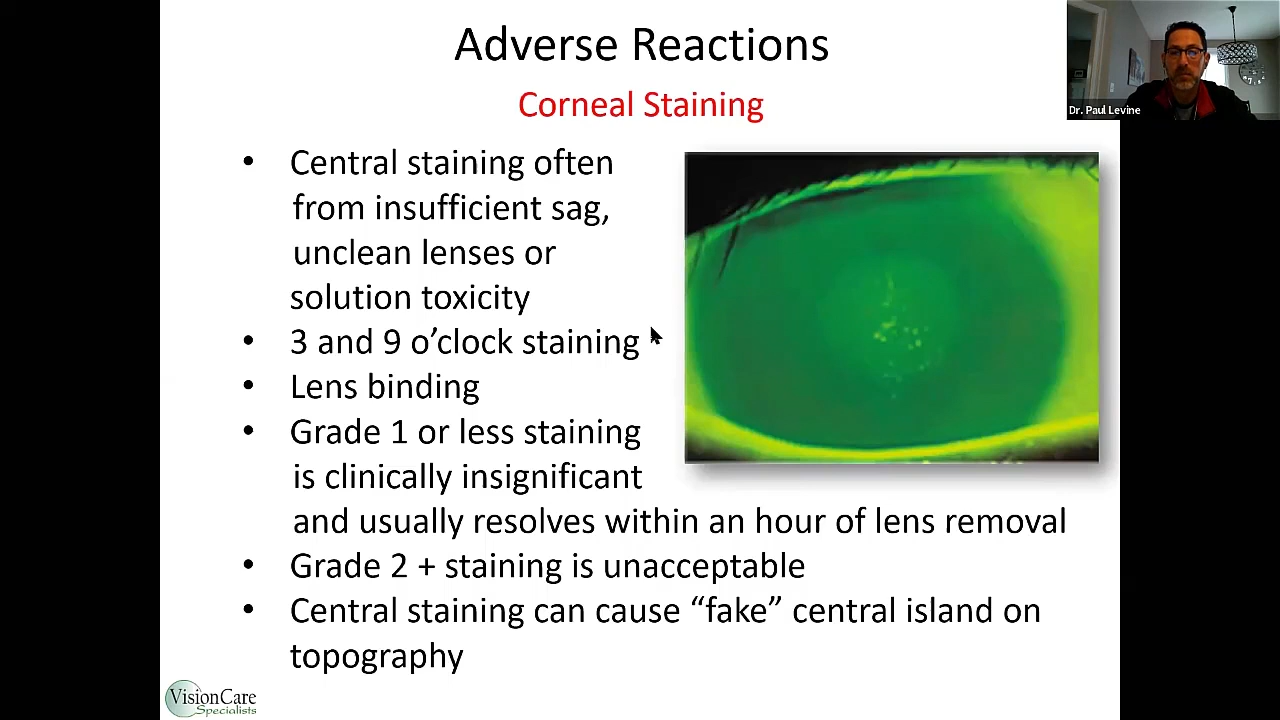 Adverse Reactions
Corneal Staining
Dr. Paul Levine
• Central staining often
from insufficient sag,
unclean lenses or
solution toxicity
• 3 and 9 o’clock staining
• Lens binding
• Grade 1 or less staining
is clinically insignificant
and usually resolves within an hour of lens removal
• Grade 2 + staining is unacceptable
• Central staining can cause “fake” central island on
topography
VisionCare
Specialists